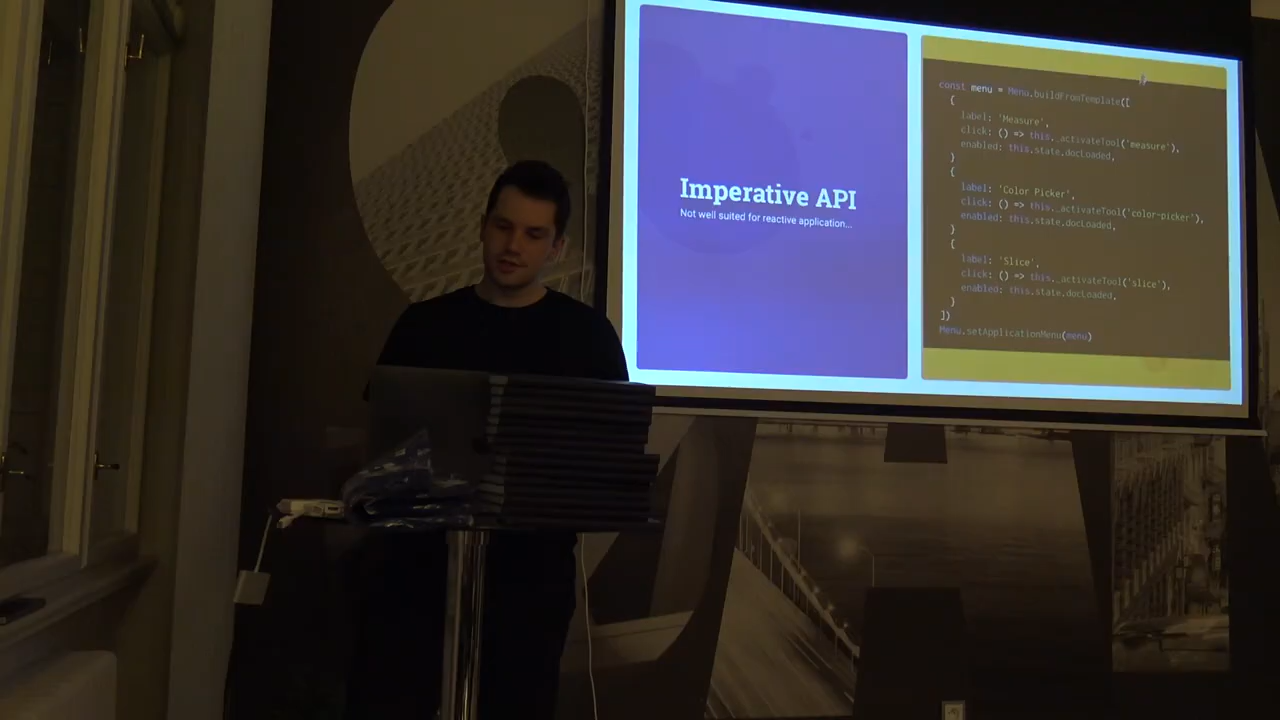 Imperative API
Not well suited for reactive application...
const menu = Menu.buildFromTemplate([
{
label: 'Measure',
click: () => this._activateTool('measure'),
enabled: this.state.docLoaded,
}
{
label: 'Color Picker',
click: () => this._activateTool('color-picker'),
enabled: this.state.docLoaded,
}
{
label: 'Slice',
click: () => this._activateTool('slice'),
enabled: this.state.docLoaded,
}
])
Menu.setApplicationMenu(menu)